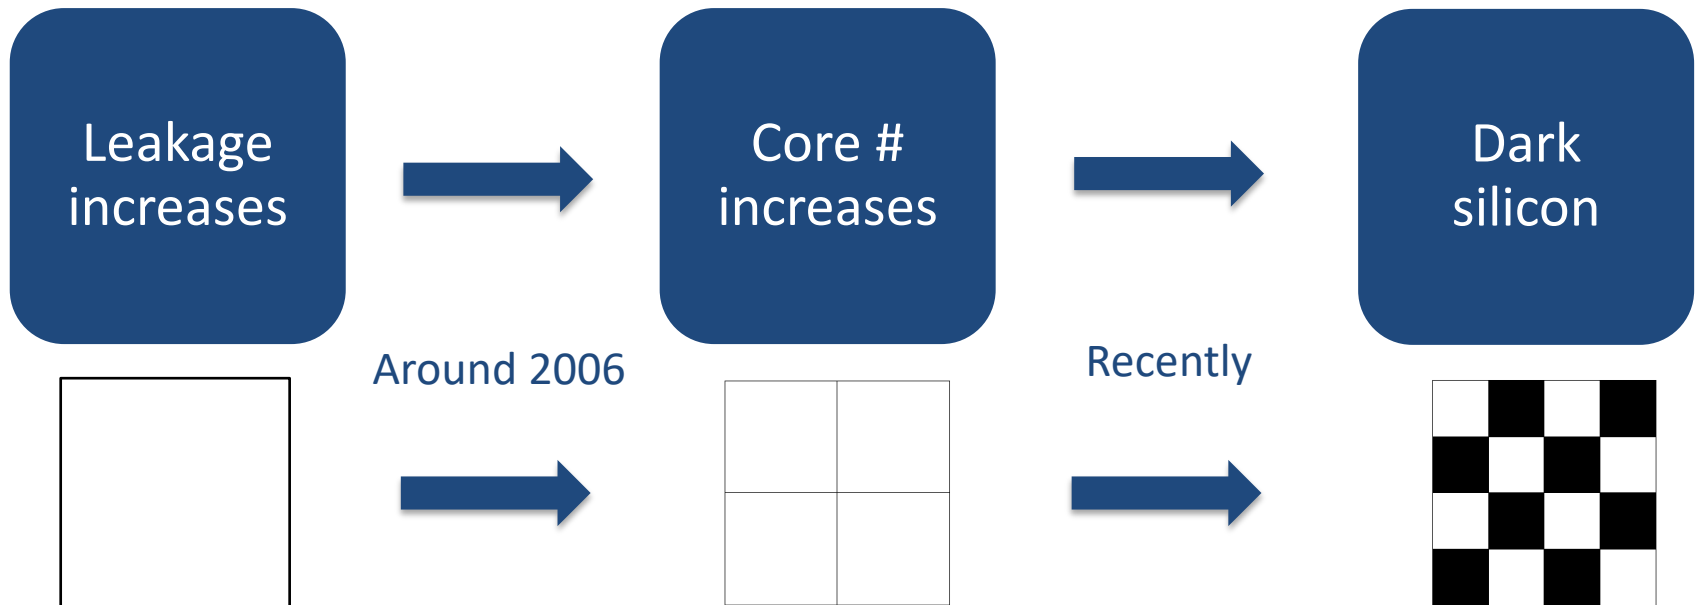 Leakage
increases
Core #
increases
Dark
silicon
Around 2006
Recently